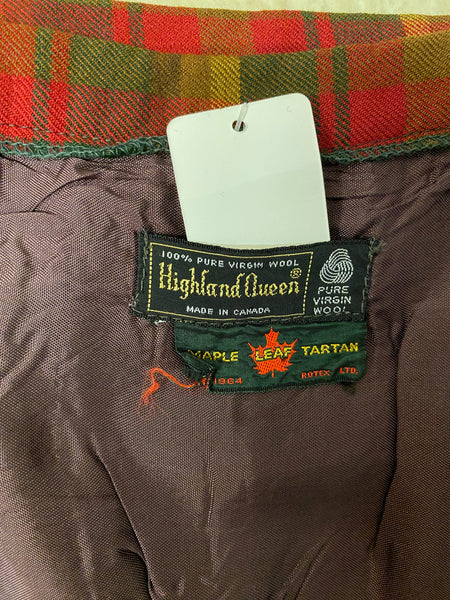 100% PURE VIRGIN WOOL
Highland Queen®
MADE IN CANADA
PURE
VIRGIN
WOOL
MAPLE LEAF TARTAN
1964 ROTEX LTD.